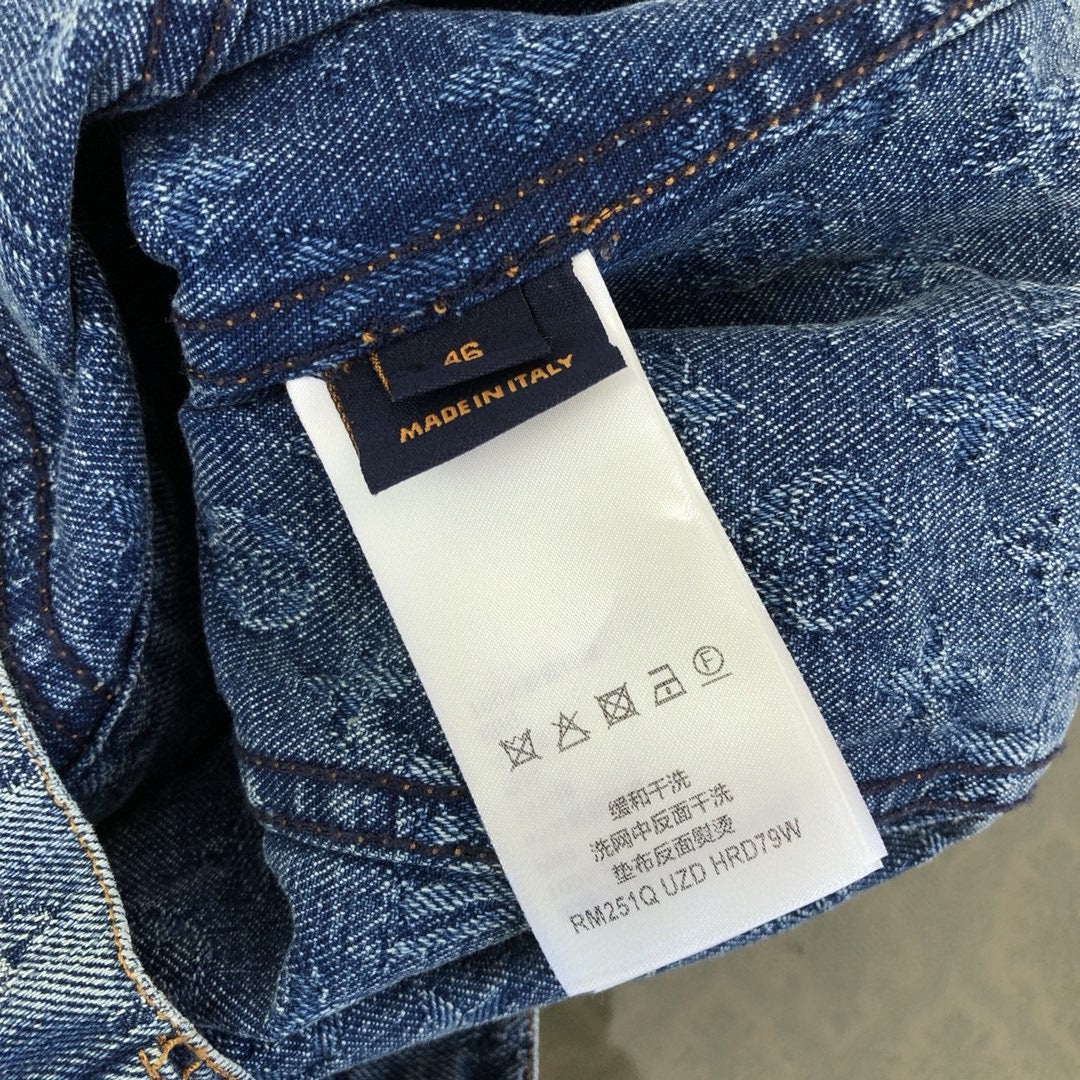 46
MADE IN ITALY
F
缓和干洗
洗网中反面干洗
垫布反面熨烫
RM251Q UZD HRD79W